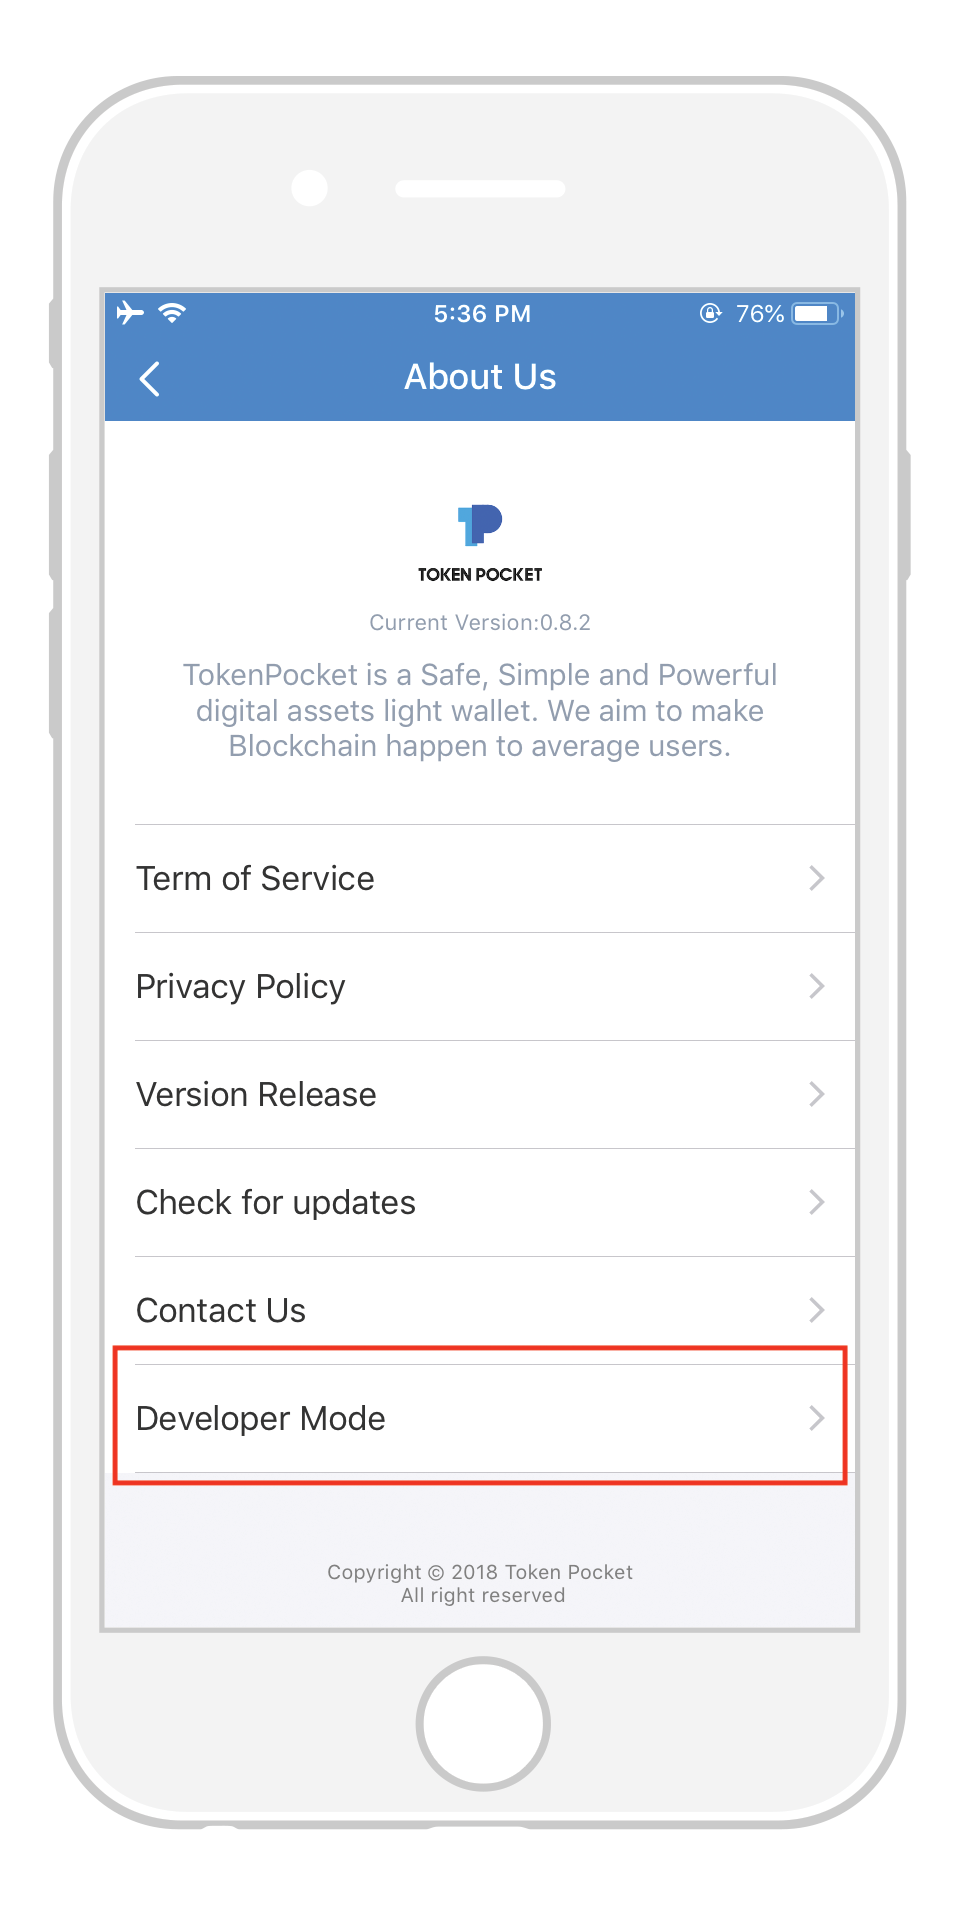 5:36 PM
76%
About Us
TOKEN POCKET
Current Version:0.8.2
TokenPocket is a Safe, Simple and Powerful
digital assets light wallet. We aim to make
Blockchain happen to average users.
Term of Service
Privacy Policy
Version Release
Check for updates
Contact Us
Developer Mode
Copyright © 2018 Token Pocket
All right reserved